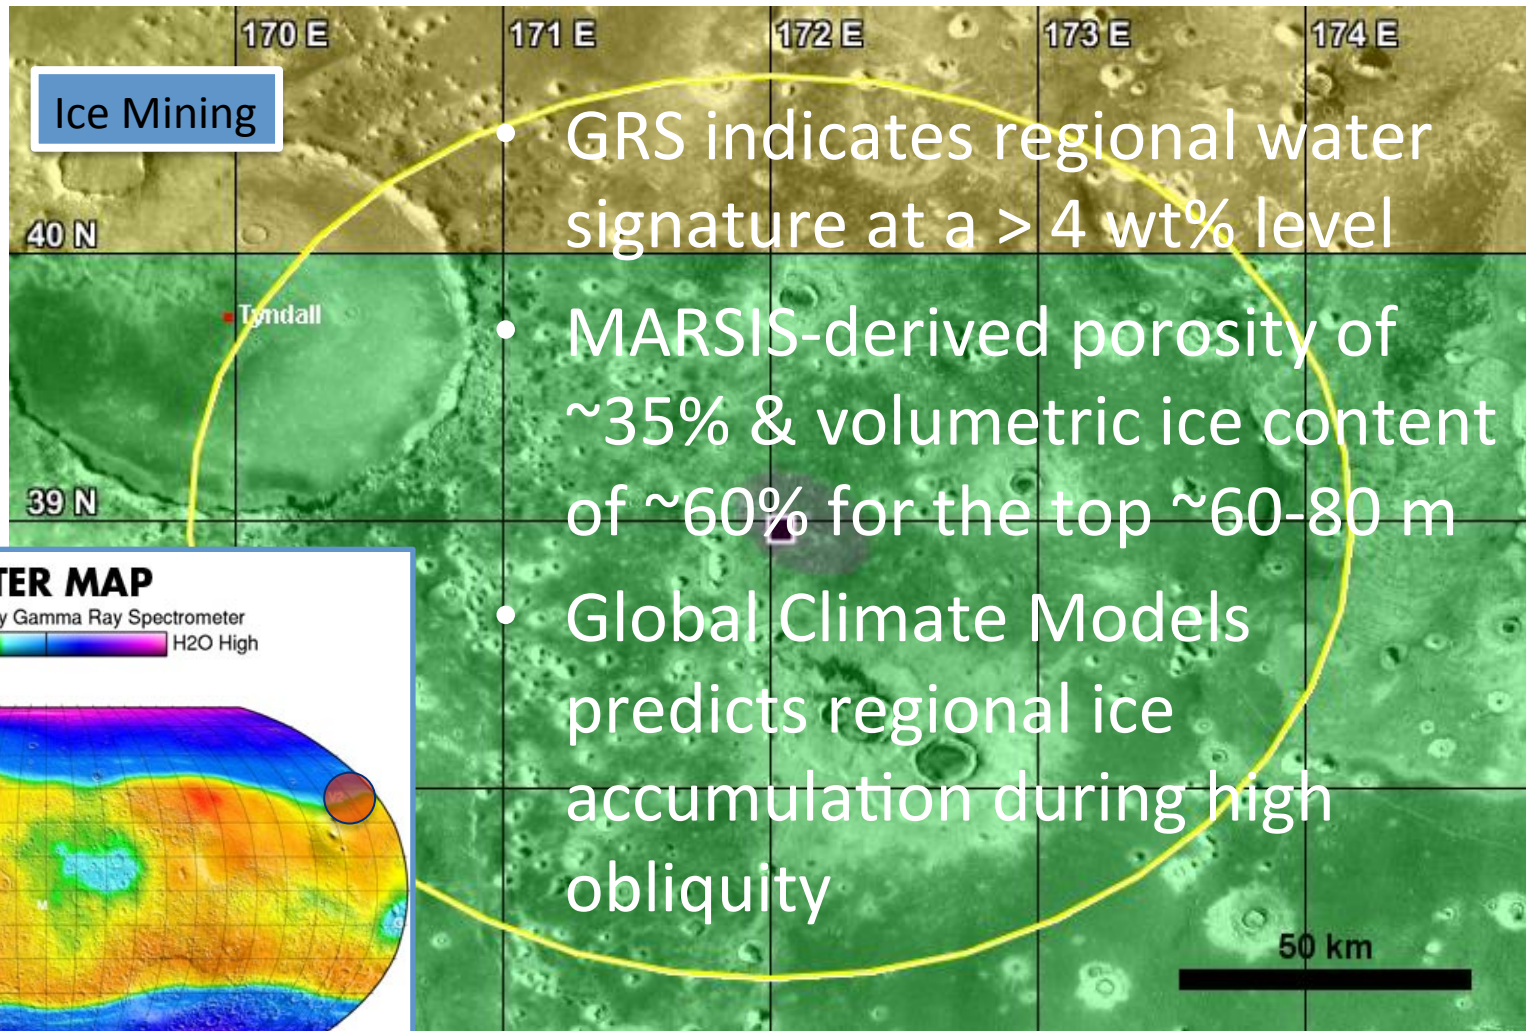 170 E
171 E
172 E
173 E
174 E
Ice Mining
40 N
Tyndall
39 N
• GRS indicates regional water
signature at a > 4 wt% level
• MARSIS-derived porosity of
~35% & volumetric ice content
of ~60% for the top ~60-80 m
• Global Climate Models
predicts regional ice
accumulation during high
obliquity
MAP
Gamma Ray Spectrometer
H2O High
50 km